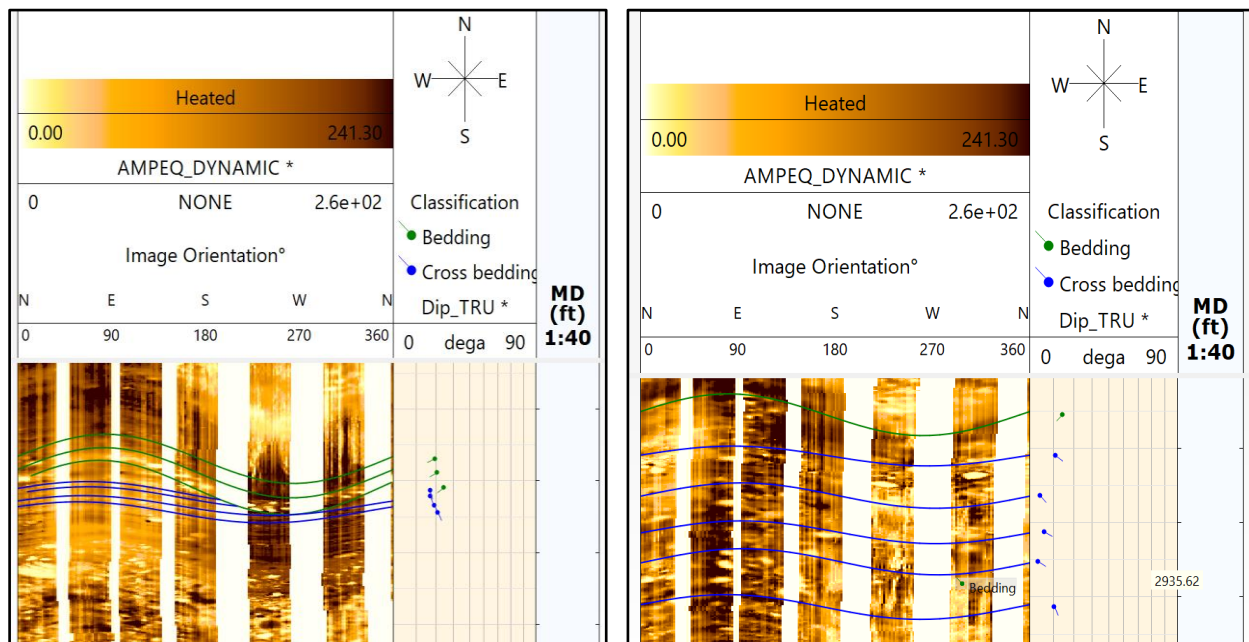 N
W E
S
Heated
0.00 241.30
AMPEQ_DYNAMIC *
0 NONE 2.6e+02
Image Orientation°
N E S W N
0 90 180 270 360
Classification
Bedding
Cross bedding
Dip_TRU *
0 dega 90
MD
(ft)
1:40
N
W E
S
Heated
0.00 241.30
AMPEQ_DYNAMIC *
0 NONE 2.6e+02
Image Orientation°
N E S W N
0 90 180 270 360
Classification
Bedding
Cross bedding
Dip_TRU *
0 dega 90
MD
(ft)
1:40
Bedding
2935.62